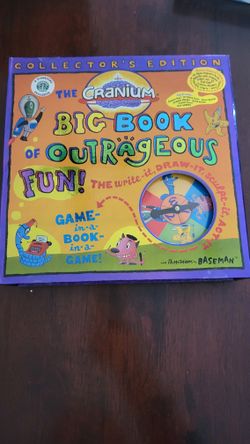 COLLECTOR'S EDITION
THE CRANIUM
BIG BOOK
OF OUTRAGEOUS
FUN!
THE write-it, DRAW-IT, sculpt-it, ACT-IT
GAME-
in-a
BOOK-
in-a-
GAME!
BASEMAN